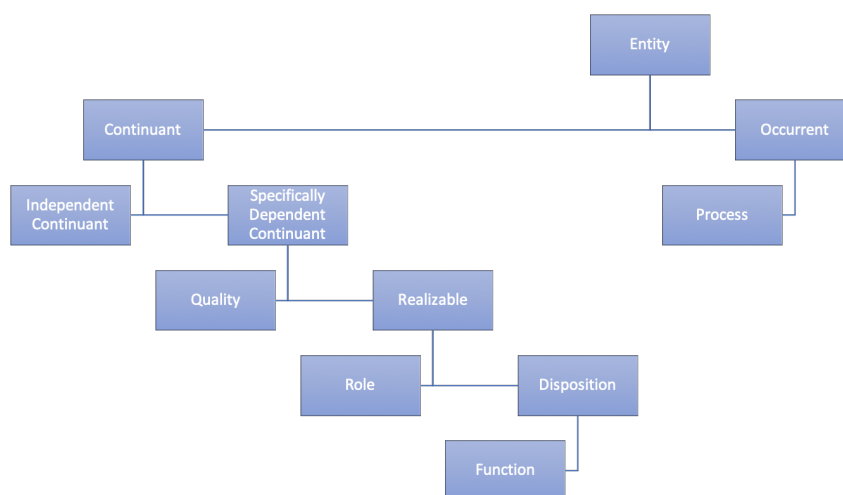 Entity
Continuant
Occurrent
Independent
Continuant
Specifically
Dependent
Continuant
Process
Quality
Realizable
Role
Disposition
Function